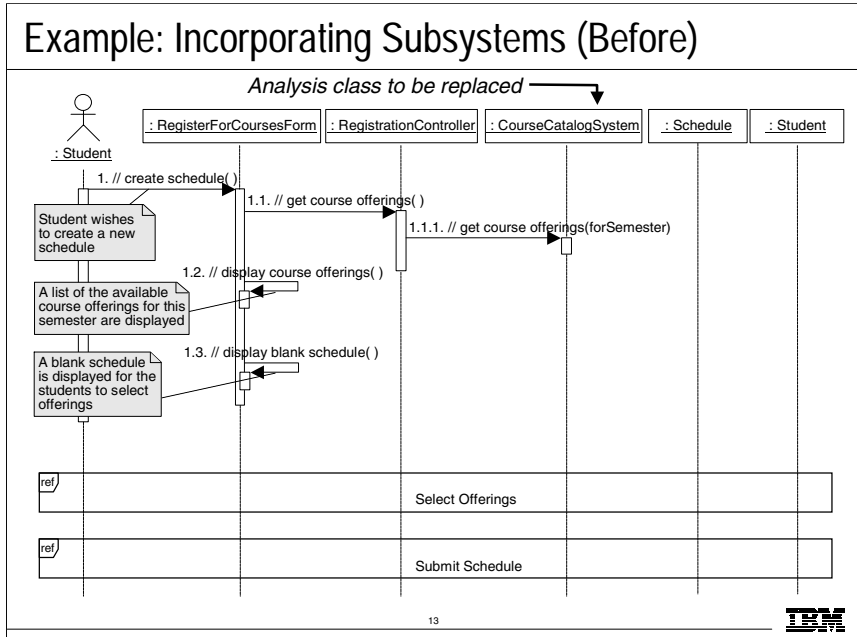 Example: Incorporating Subsystems (Before)
Analysis class to be replaced
: Student
: RegisterForCoursesForm
: RegistrationController
: CourseCatalogSystem
: Schedule
: Student
1. // create schedule( )
Student wishes
to create a new
schedule
1.1. // get course offerings( )
1.1.1. // get course offerings(forSemester)
1.2. // display course offerings( )
A list of the available
course offerings for this
semester are displayed
1.3. // display blank schedule( )
A blank schedule
is displayed for the
students to select
offerings
ref
Select Offerings
ref
Submit Schedule
13
IBM